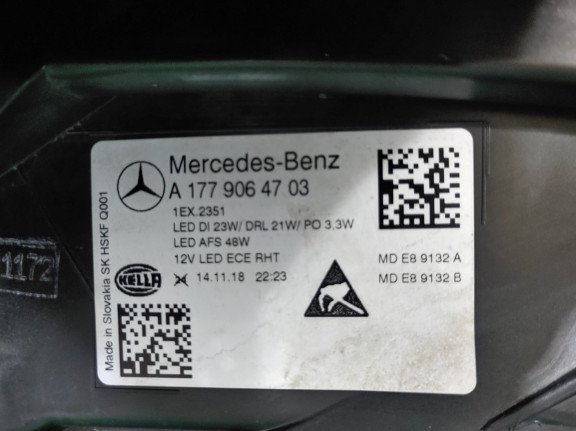 Mercedes-Benz
A 177 906 47 03
1EX.2351
LED DI 23W/ DRL 21W/ PO 3,3W
LED AFS 48W
12V LED ECE RHT
MD E8 9132 A
HELLA
14.11.18 22:23
MD E8 9132 B
Made in Slovakia SK HSKF Q001
1172